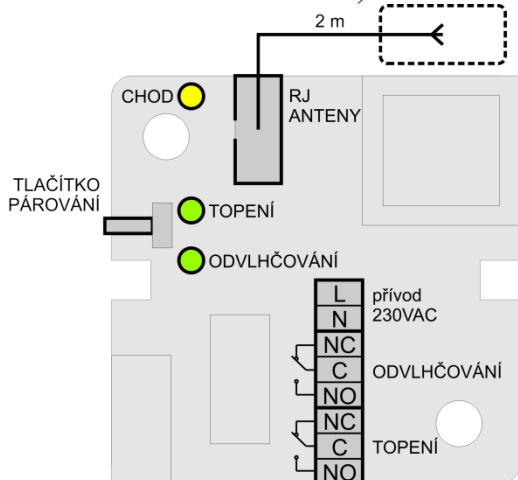 2 m
CHOD
RJ
ANTENY
TLAČÍTKO
PÁROVÁNÍ
TOPENÍ
ODVLHČOVÁNÍ
L
N
přívod
230VAC
NC
C
NO
ODVLHČOVÁNÍ
NC
C
NO
TOPENÍ